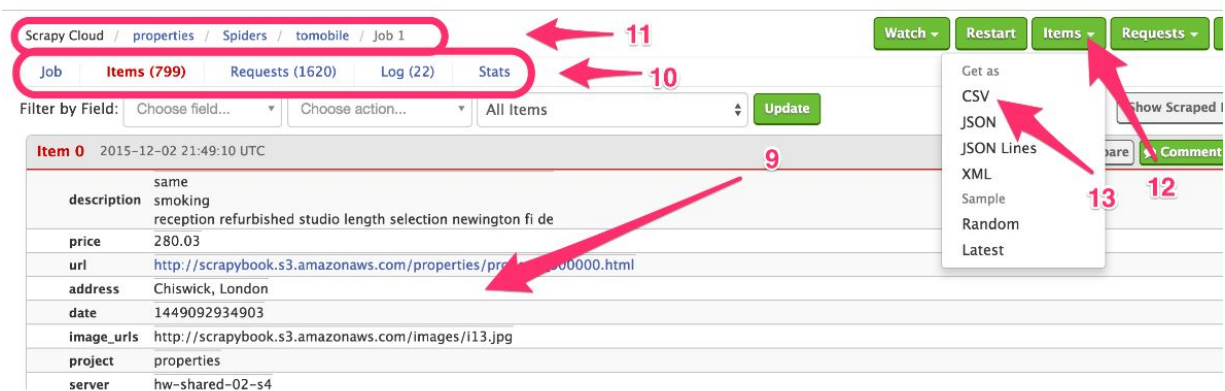 Scrapy Cloud / properties / Spiders / tomobile / Job 1
11
Watch
Restart
Items
Requests
Job
Items (799)
Requests (1620)
Log (22)
Stats
10
Get as
CSV
JSON
JSON Lines
XML
Sample
Random
Latest
Filter by Field:
Choose field...
Choose action...
All Items
Update
Show Scraped
Item 0 2015-12-02 21:49:10 UTC
9
Comment
12
13
description
same
smoking
reception refurbished studio length selection newington fi de
price 280.03
url http://scrapybook.s3.amazonaws.com/properties/pro 000000.html
address Chiswick, London
date 1449092934903
image_urls http://scrapybook.s3.amazonaws.com/images/i13.jpg
project properties
server hw-shared-02-s4